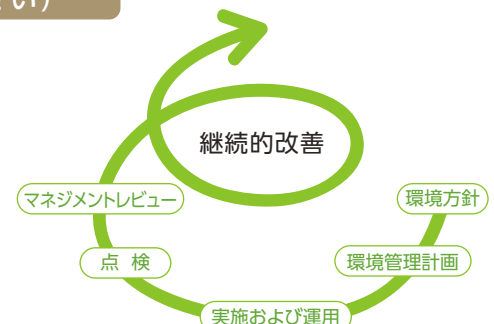 継続的改善
マネジメントレビュー
環境方針
点 検
環境管理計画
実施および運用